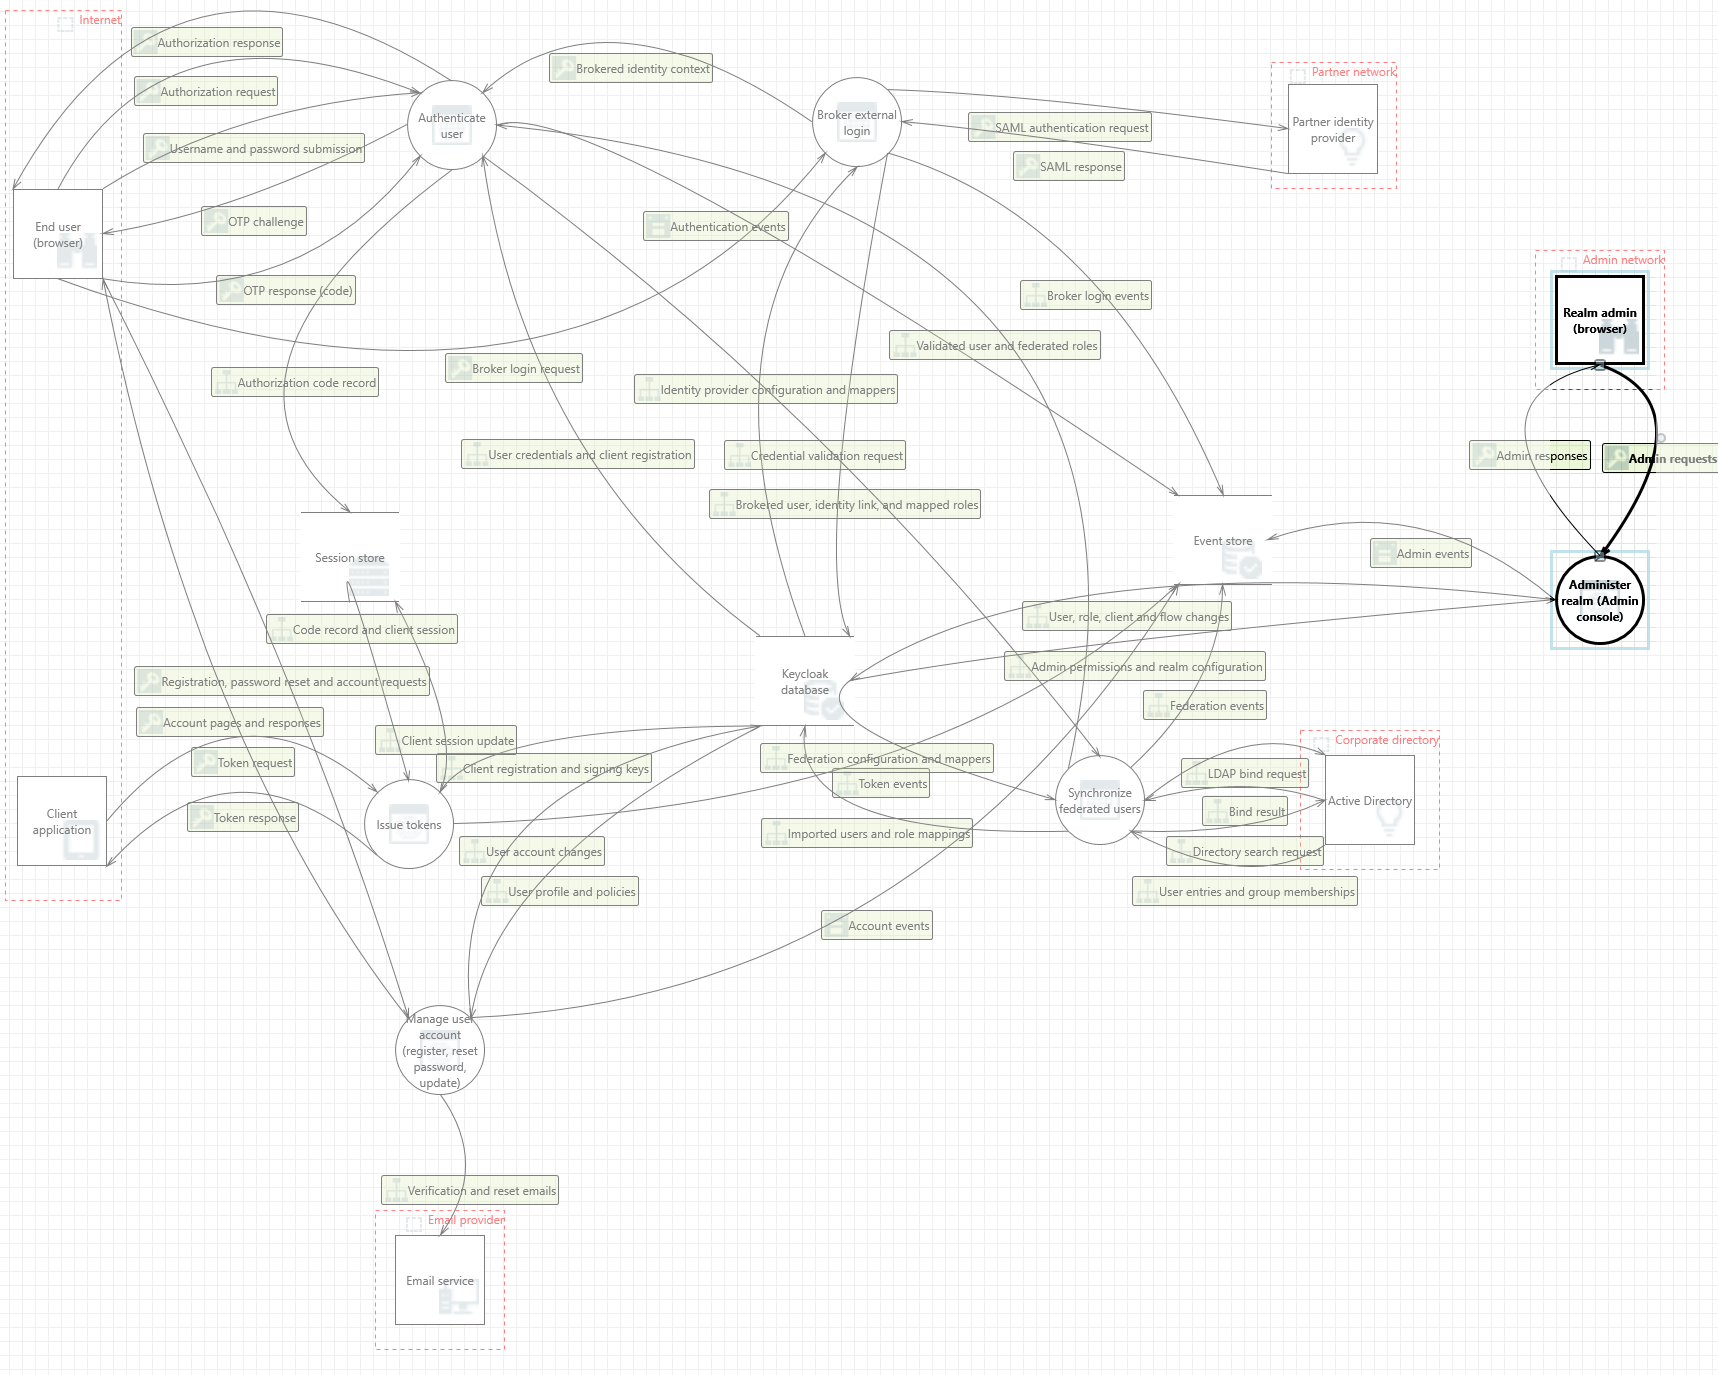 Internet
Authorization response
Authorization request
Username and password submission
OTP challenge
OTP response (code)
End user
(browser)
Authenticate
user
Brokered identity context
Broker external
login
SAML authentication request
SAML response
Partner network
Partner identity
provider
Authentication events
Broker login events
Validated user and federated roles
Admin network
Realm admin
(browser)
Authorization code record
Broker login request
Identity provider configuration and mappers
User credentials and client registration
Credential validation request
Brokered user, identity link, and mapped roles
Admin responses
Admin requests
Session store
Event store
Admin events
Administer
realm (Admin
console)
Code record and client session
User, role, client and flow changes
Admin permissions and realm configuration
Federation events
Registration, password reset and account requests
Account pages and responses
Keycloak
database
Client session update
Client registration and signing keys
Token request
Token response
Client
application
Issue tokens
Federation configuration and mappers
Token events
Imported users and role mappings
Synchronize
federated users
Corporate directory
LDAP bind request
Bind result
Directory search request
User entries and group memberships
Active Directory
User account changes
User profile and policies
Account events
Manage user
account
(register, reset
password,
update)
Verification and reset emails
Email provider
Email service